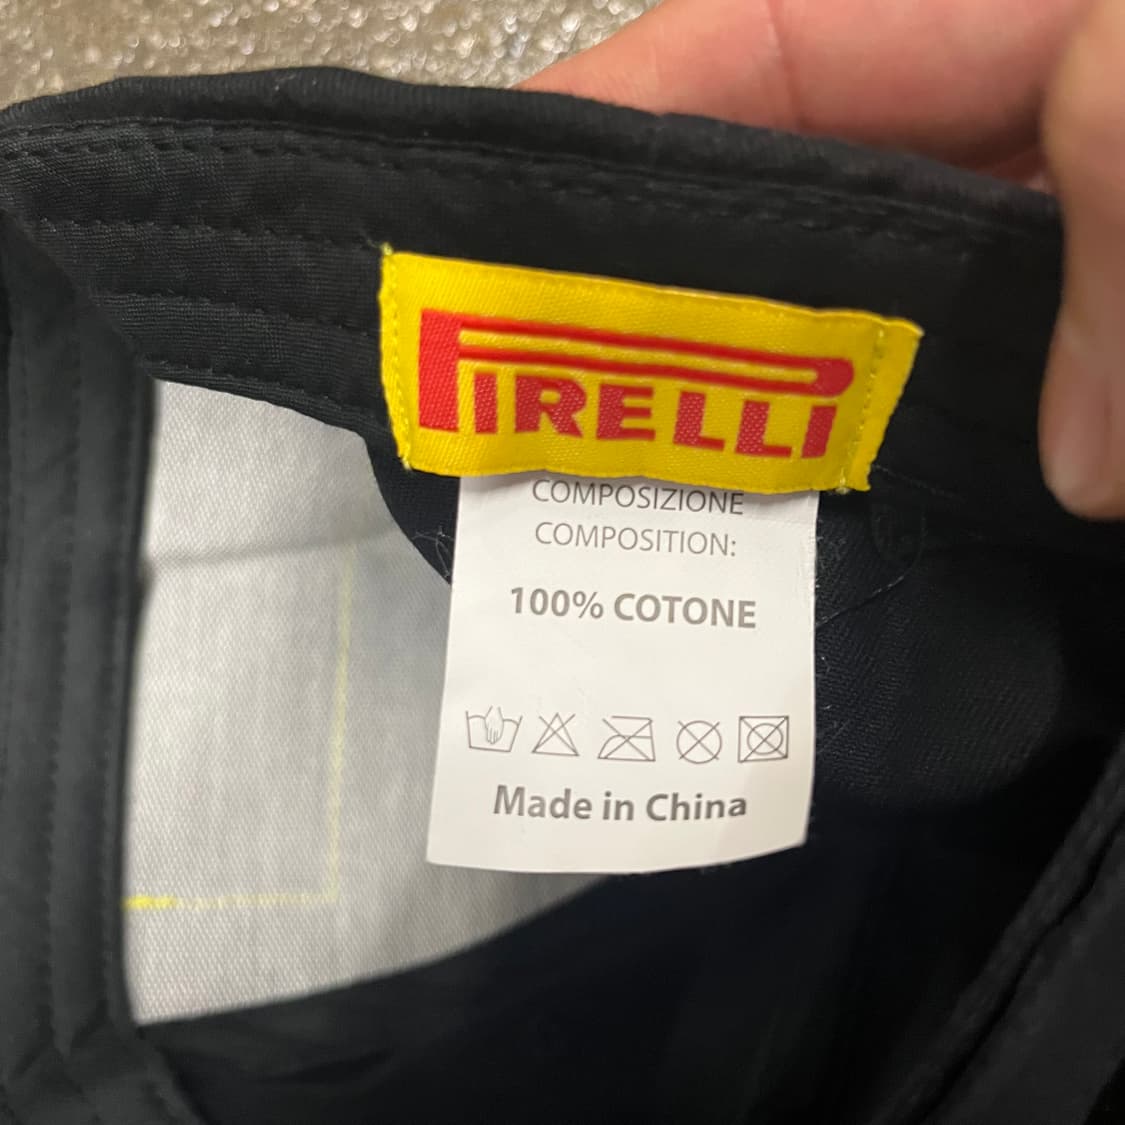 PIRELLI
COMPOSIZIONE
COMPOSITION:
100% COTONE
Made in China